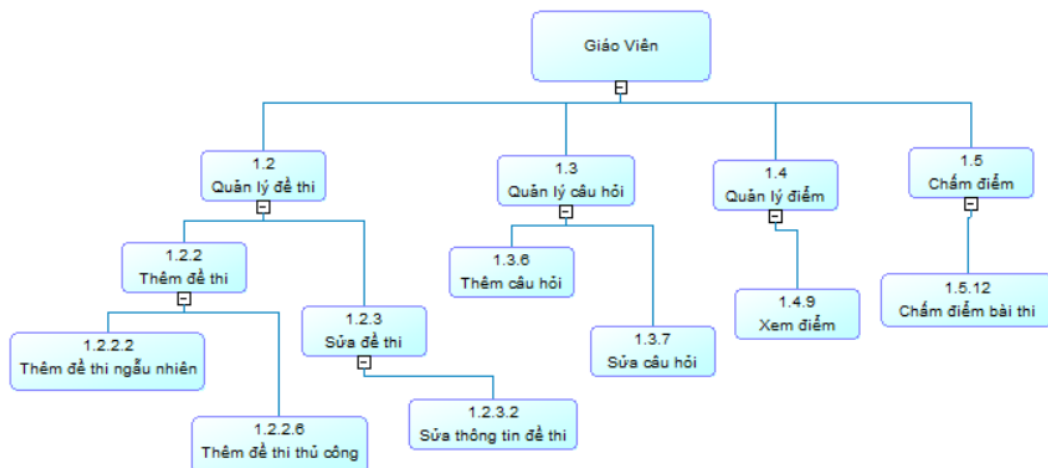 Giáo Viên
1.2
Quản lý đề thi
1.3
Quản lý câu hỏi
1.4
Quản lý điểm
1.5
Chấm điểm
1.2.2
Thêm đề thi
1.3.6
Thêm câu hỏi
1.5.12
Chấm điểm bài thi
1.4.9
Xem điểm
1.2.3
Sửa đề thi
1.3.7
Sửa câu hỏi
1.2.2.2
Thêm đề thi ngẫu nhiên
1.2.3.2
Sửa thông tin đề thi
1.2.2.6
Thêm đề thi thủ công